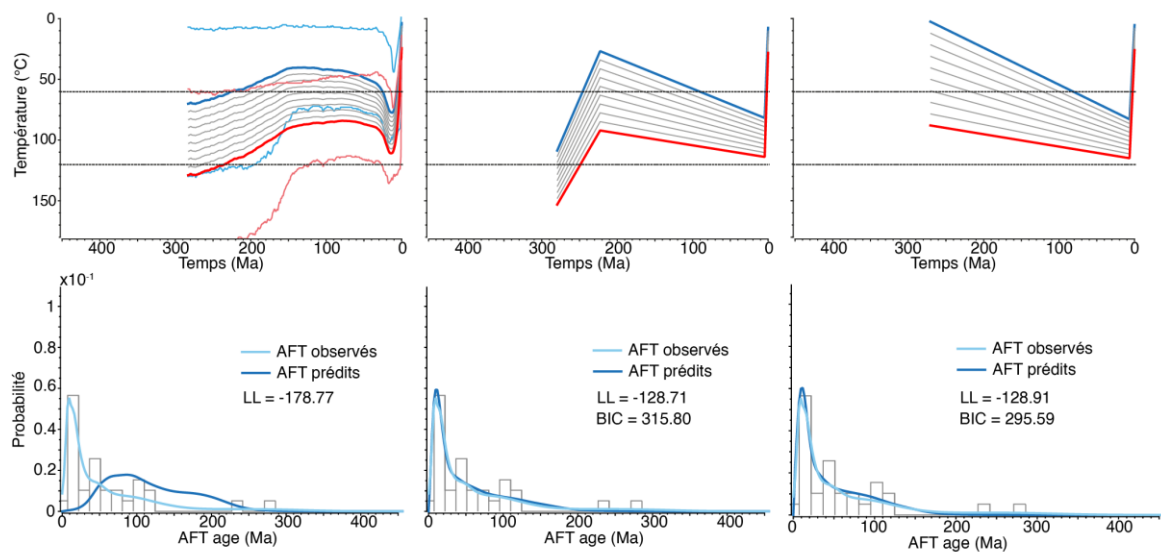 Température (°C)
0
50
100
150
400
300
200
100
0
Temps (Ma)
400
300
200
100
0
Temps (Ma)
400
300
200
100
0
Temps (Ma)
x10⁻¹
Probabilité
1
0.8
0.6
0.4
0.2
0
AFT observés
AFT prédits
LL = -178.77
0
100
200
300
400
AFT age (Ma)
AFT observés
AFT prédits
LL = -128.71
BIC = 315.80
0
100
200
300
400
AFT age (Ma)
AFT observés
AFT prédits
LL = -128.91
BIC = 295.59
0
100
200
300
400
AFT age (Ma)